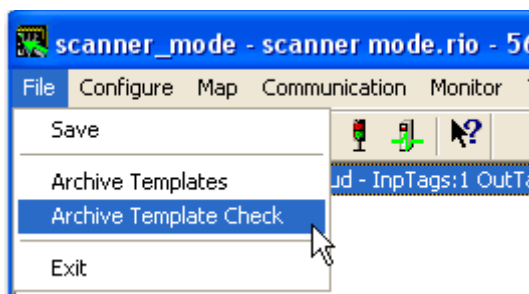 scanner_mode - scanner mode.rio - 56
File Configure Map Communication Monitor
Save
Archive Templates
ud - InpTags:1 OutTa
Archive Template Check
Exit